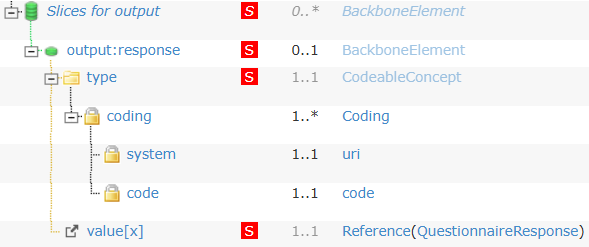 Slices for output S 0..* BackboneElement
output:response S 0..1 BackboneElement
type S 1..1 CodeableConcept
coding 1..* Coding
system 1..1 uri
code 1..1 code
value[x] S 1..1 Reference(QuestionnaireResponse)